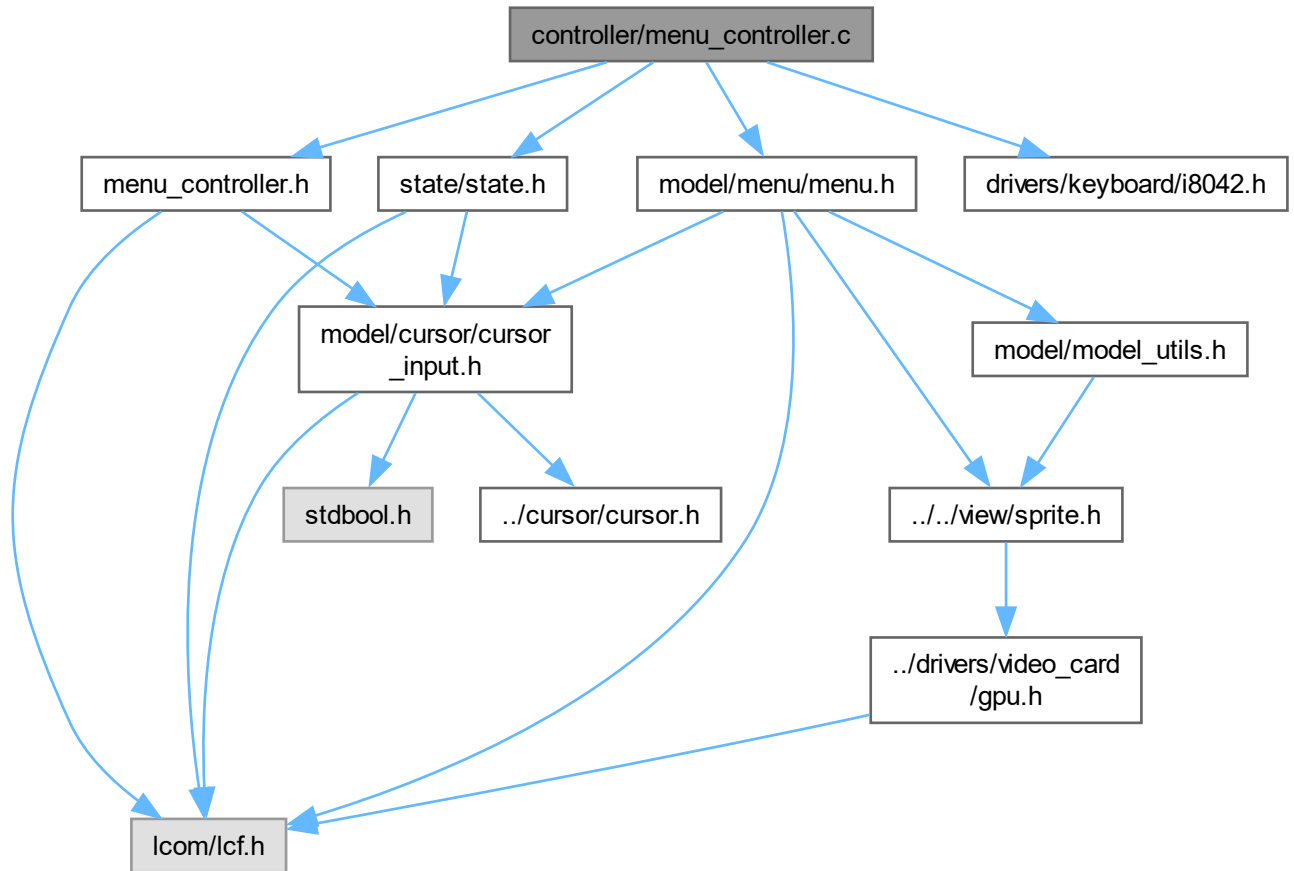 controller/menu_controller.c
menu_controller.h
state/state.h
model/menu/menu.h
drivers/keyboard/i8042.h
model/cursor/cursor
_input.h
model/model_utils.h
stdbool.h
../cursor/cursor.h
../../view/sprite.h
../drivers/video_card
/gpu.h
lcom/lcf.h